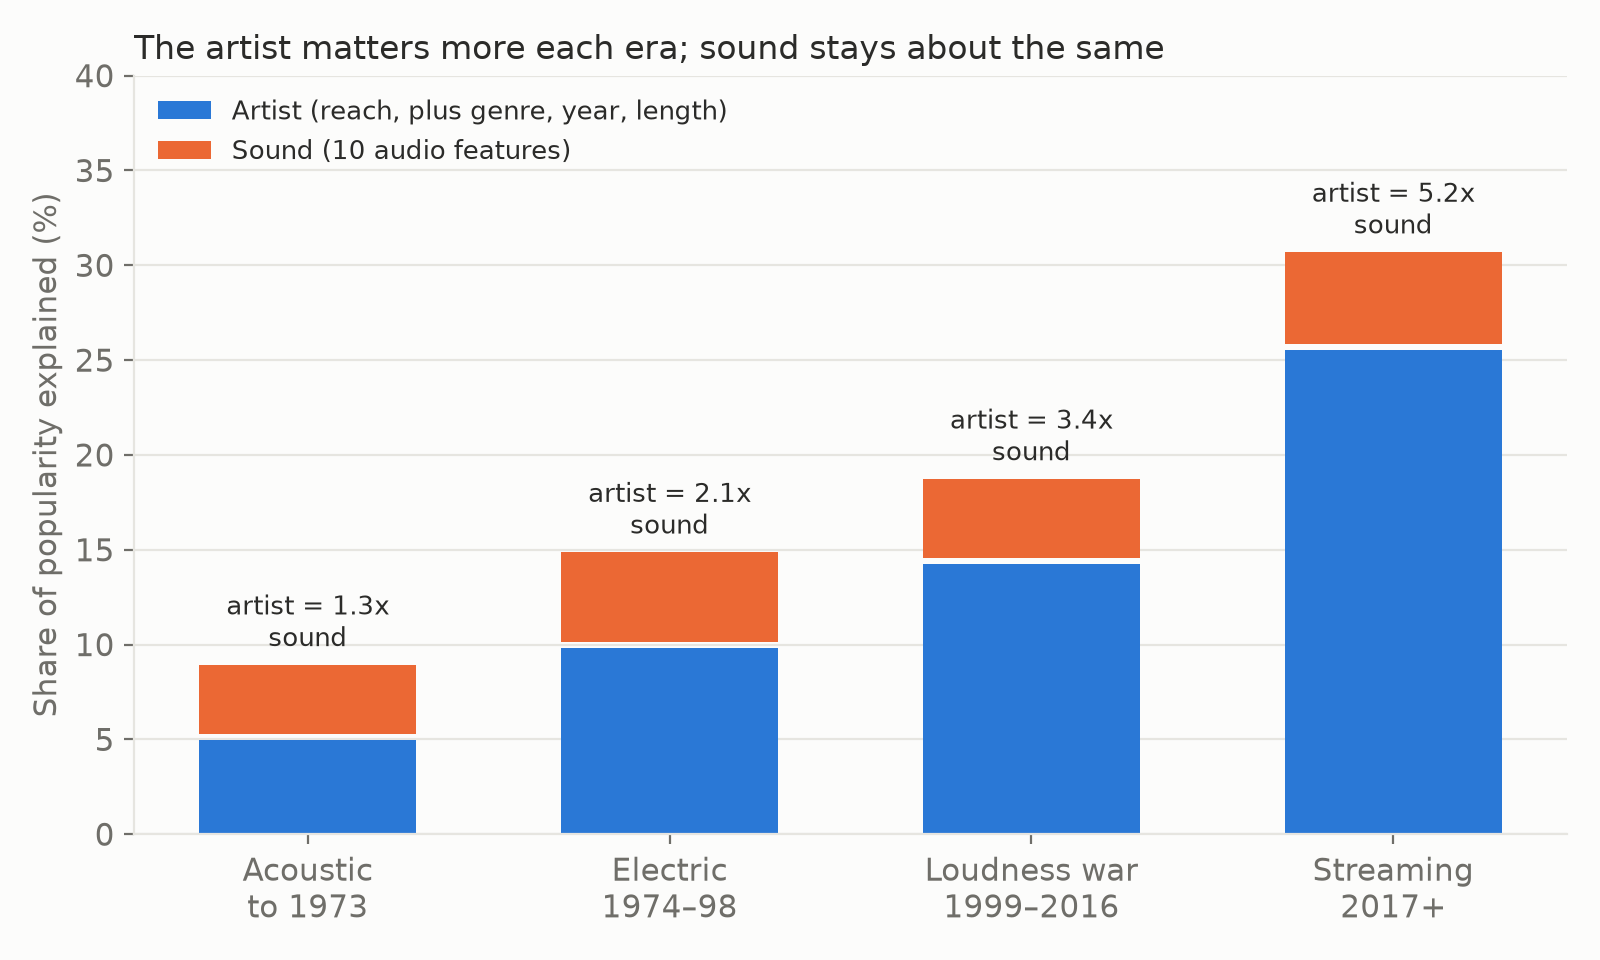 The artist matters more each era; sound stays about the same
Artist (reach, plus genre, year, length)
Sound (10 audio features)
Share of popularity explained (%)
40
35
30
25
20
15
10
5
0
artist = 1.3x
sound
artist = 2.1x
sound
artist = 3.4x
sound
artist = 5.2x
sound
Acoustic
to 1973
Electric
1974–98
Loudness war
1999–2016
Streaming
2017+